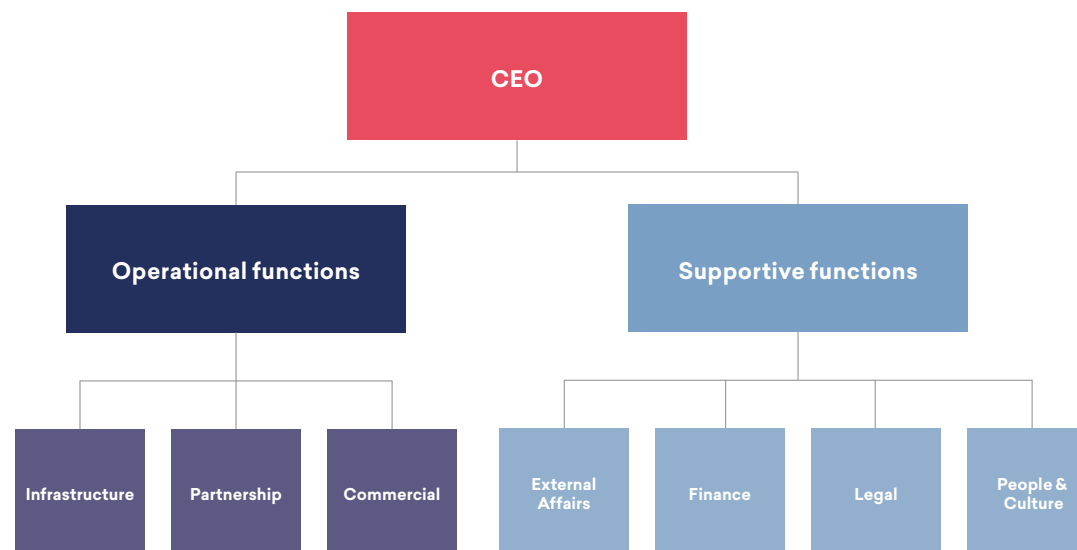 CEO
Operational functions
Supportive functions
Infrastructure
Partnership
Commercial
External
Affairs
Finance
Legal
People &
Culture